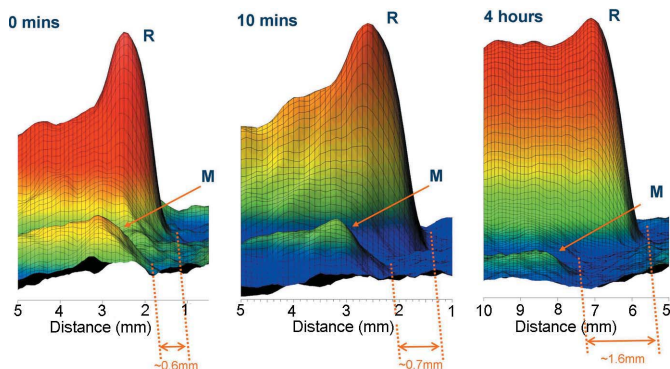 0 mins
R
M
5 4 3 2 1
Distance (mm)
~0.6mm
10 mins
R
M
5 4 3 2 1
Distance (mm)
~0.7mm
4 hours
R
M
10 9 8 7 6 5
Distance (mm)
~1.6mm